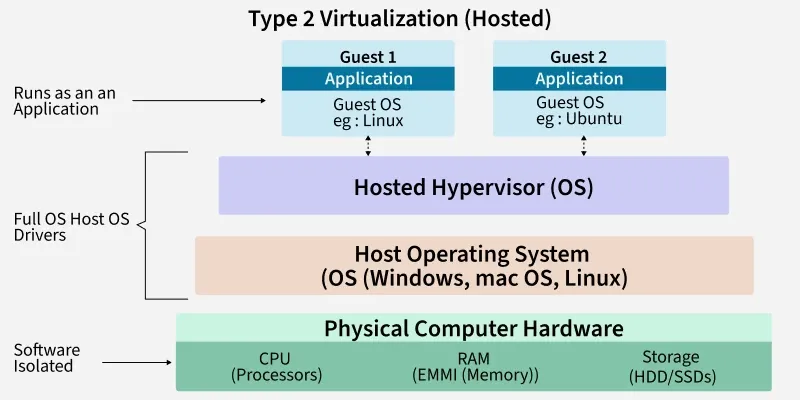 Type 2 Virtualization (Hosted)
Guest 1
Application
Guest OS
eg : Linux
Guest 2
Application
Guest OS
eg : Ubuntu
Runs as an an
Application
Hosted Hypervisor (OS)
Full OS Host OS
Drivers
Host Operating System
(OS (Windows, mac OS, Linux)
Physical Computer Hardware
Software
Isolated
CPU
(Processors)
RAM
(EMMI (Memory))
Storage
(HDD/SSDs)